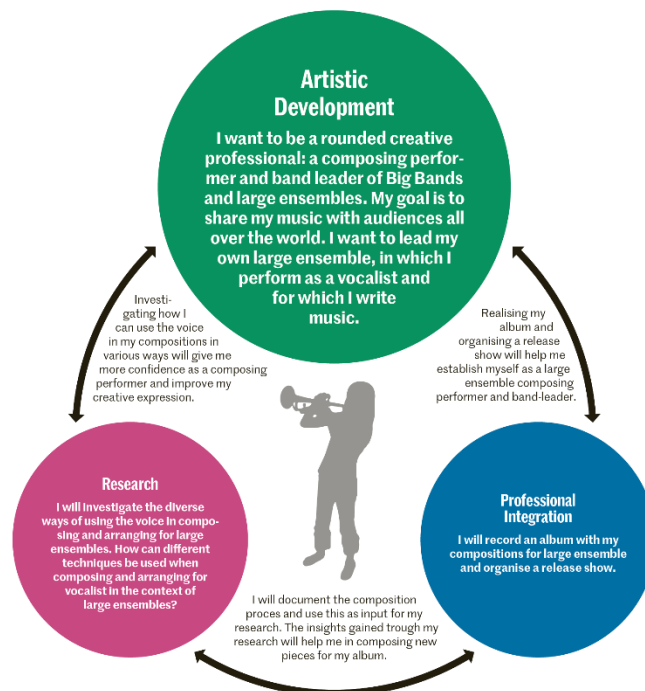 Artistic
Development
I want to be a rounded creative
professional: a composing perfor-
mer and band leader of Big Bands
and large ensembles. My goal is to
share my music with audiences all
over the world. I want to lead my
own large ensemble, in which I
perform as a vocalist and
for which I write
music.
Investi-
gating how I
can use the voice
in my compositions in
various ways will give me
more confidence as a composing
performer and improve my
creative expression.
Realising my
album and
organising a release
show will help me
establish myself as a large
ensemble composing
performer and band-leader.
Research
I will investigate the diverse
ways of using the voice in compo-
sing and arranging for large
ensembles. How can different
techniques be used when
composing and arranging for
vocalist in the context of
large ensembles?
Professional
Integration
I will record an album with my
compositions for large ensemble
and organise a release show.
I will document the composition
proces and use this as input for my
research. The insights gained trough my
research will help me in composing new
pieces for my album.